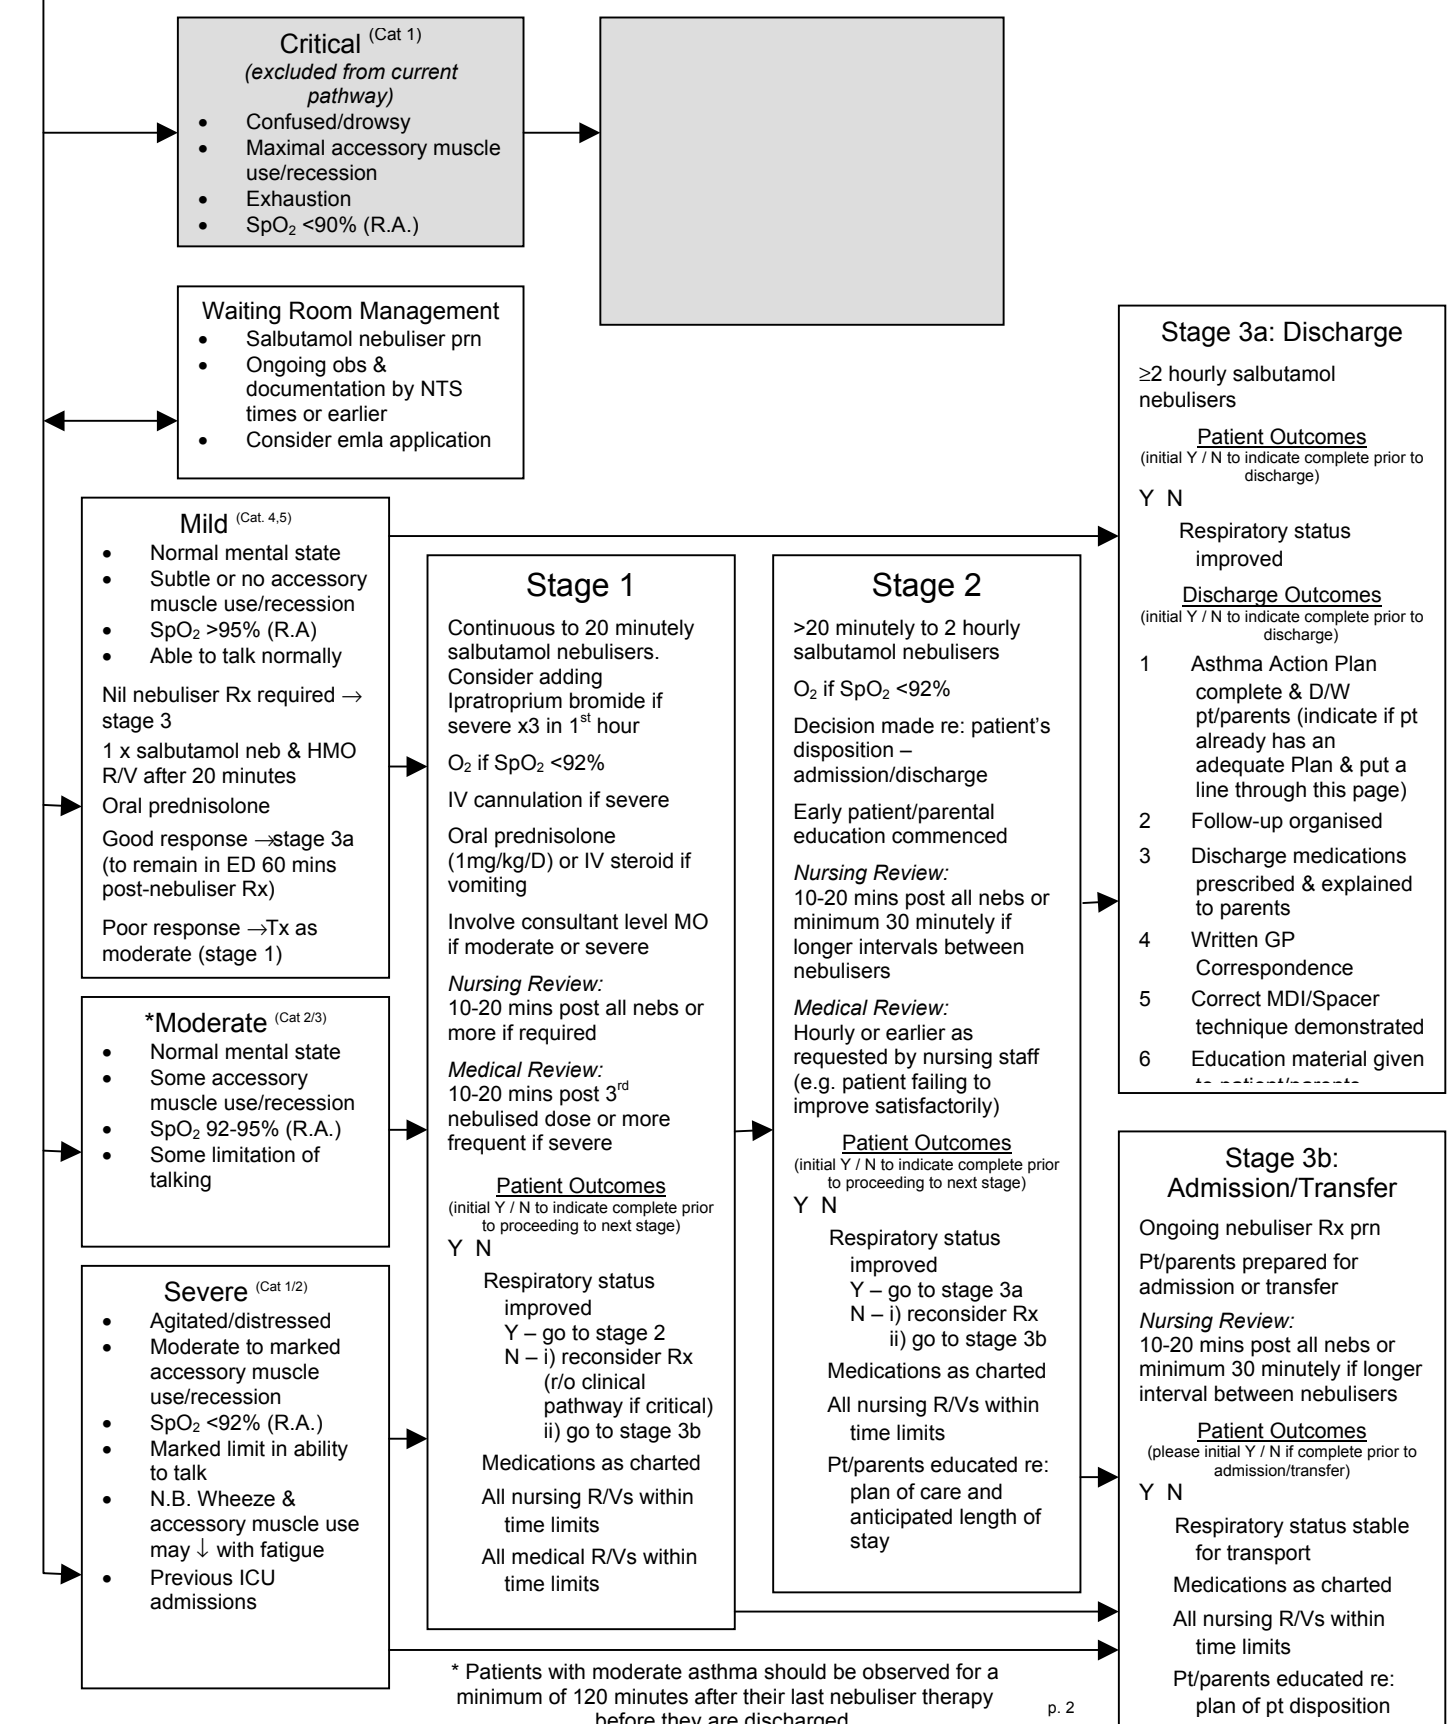 Critical (Cat 1)
(excluded from current
pathway)
• Confused/drowsy
• Maximal accessory muscle
use/recession
• Exhaustion
• SpO₂ <90% (R.A.)
Waiting Room Management
• Salbutamol nebuliser prn
• Ongoing obs &
documentation by NTS
times or earlier
• Consider emla application
Mild (Cat. 4,5)
• Normal mental state
• Subtle or no accessory
muscle use/recession
• SpO₂ >95% (R.A)
• Able to talk normally
Nil nebuliser Rx required →
stage 3
1 x salbutamol neb & HMO
R/V after 20 minutes
Oral prednisolone
Good response →stage 3a
(to remain in ED 60 mins
post-nebuliser Rx)
Poor response →Tx as
moderate (stage 1)
*Moderate (Cat 2/3)
• Normal mental state
• Some accessory
muscle use/recession
• SpO₂ 92-95% (R.A.)
• Some limitation of
talking
Severe (Cat 1/2)
• Agitated/distressed
• Moderate to marked
accessory muscle
use/recession
• SpO₂ <92% (R.A.)
• Marked limit in ability
to talk
• N.B. Wheeze &
accessory muscle use
may ↓ with fatigue
• Previous ICU
admissions
Stage 1
Continuous to 20 minutely
salbutamol nebulisers.
Consider adding
Ipratroprium bromide if
severe x3 in 1st hour
O₂ if SpO₂ <92%
IV cannulation if severe
Oral prednisolone
(1mg/kg/D) or IV steroid if
vomiting
Involve consultant level MO
if moderate or severe
Nursing Review:
10-20 mins post all nebs or
more if required
Medical Review:
10-20 mins post 3rd
nebulised dose or more
frequent if severe
Patient Outcomes
(initial Y / N to indicate complete prior
to proceeding to next stage)
Y N
Respiratory status
improved
Y – go to stage 2
N – i) reconsider Rx
(r/o clinical
pathway if critical)
ii) go to stage 3b
Medications as charted
All nursing R/Vs within
time limits
All medical R/Vs within
time limits
Stage 2
>20 minutely to 2 hourly
salbutamol nebulisers
O₂ if SpO₂ <92%
Decision made re: patient's
disposition –
admission/discharge
Early patient/parental
education commenced
Nursing Review:
10-20 mins post all nebs or
minimum 30 minutely if
longer intervals between
nebulisers
Medical Review:
Hourly or earlier as
requested by nursing staff
(e.g. patient failing to
improve satisfactorily)
Patient Outcomes
(initial Y / N to indicate complete prior
to proceeding to next stage)
Y N
Respiratory status
improved
Y – go to stage 3a
N – i) reconsider Rx
ii) go to stage 3b
Medications as charted
All nursing R/Vs within
time limits
Pt/parents educated re:
plan of care and
anticipated length of
stay
Stage 3a: Discharge
≥2 hourly salbutamol
nebulisers
Patient Outcomes
(initial Y / N to indicate complete prior to
discharge)
Y N
Respiratory status
improved
Discharge Outcomes
(initial Y / N to indicate complete prior to
discharge)
1 Asthma Action Plan
complete & D/W
pt/parents (indicate if pt
already has an
adequate Plan & put a
line through this page)
2 Follow-up organised
3 Discharge medications
prescribed & explained
to parents
4 Written GP
Correspondence
5 Correct MDI/Spacer
technique demonstrated
6 Education material given
to patient/parents
Stage 3b:
Admission/Transfer
Ongoing nebuliser Rx prn
Pt/parents prepared for
admission or transfer
Nursing Review:
10-20 mins post all nebs or
minimum 30 minutely if longer
interval between nebulisers
Patient Outcomes
(please initial Y / N if complete prior to
admission/transfer)
Y N
Respiratory status stable
for transport
Medications as charted
All nursing R/Vs within
time limits
Pt/parents educated re:
plan of pt disposition
* Patients with moderate asthma should be observed for a
minimum of 120 minutes after their last nebuliser therapy
before they are discharged
p. 2